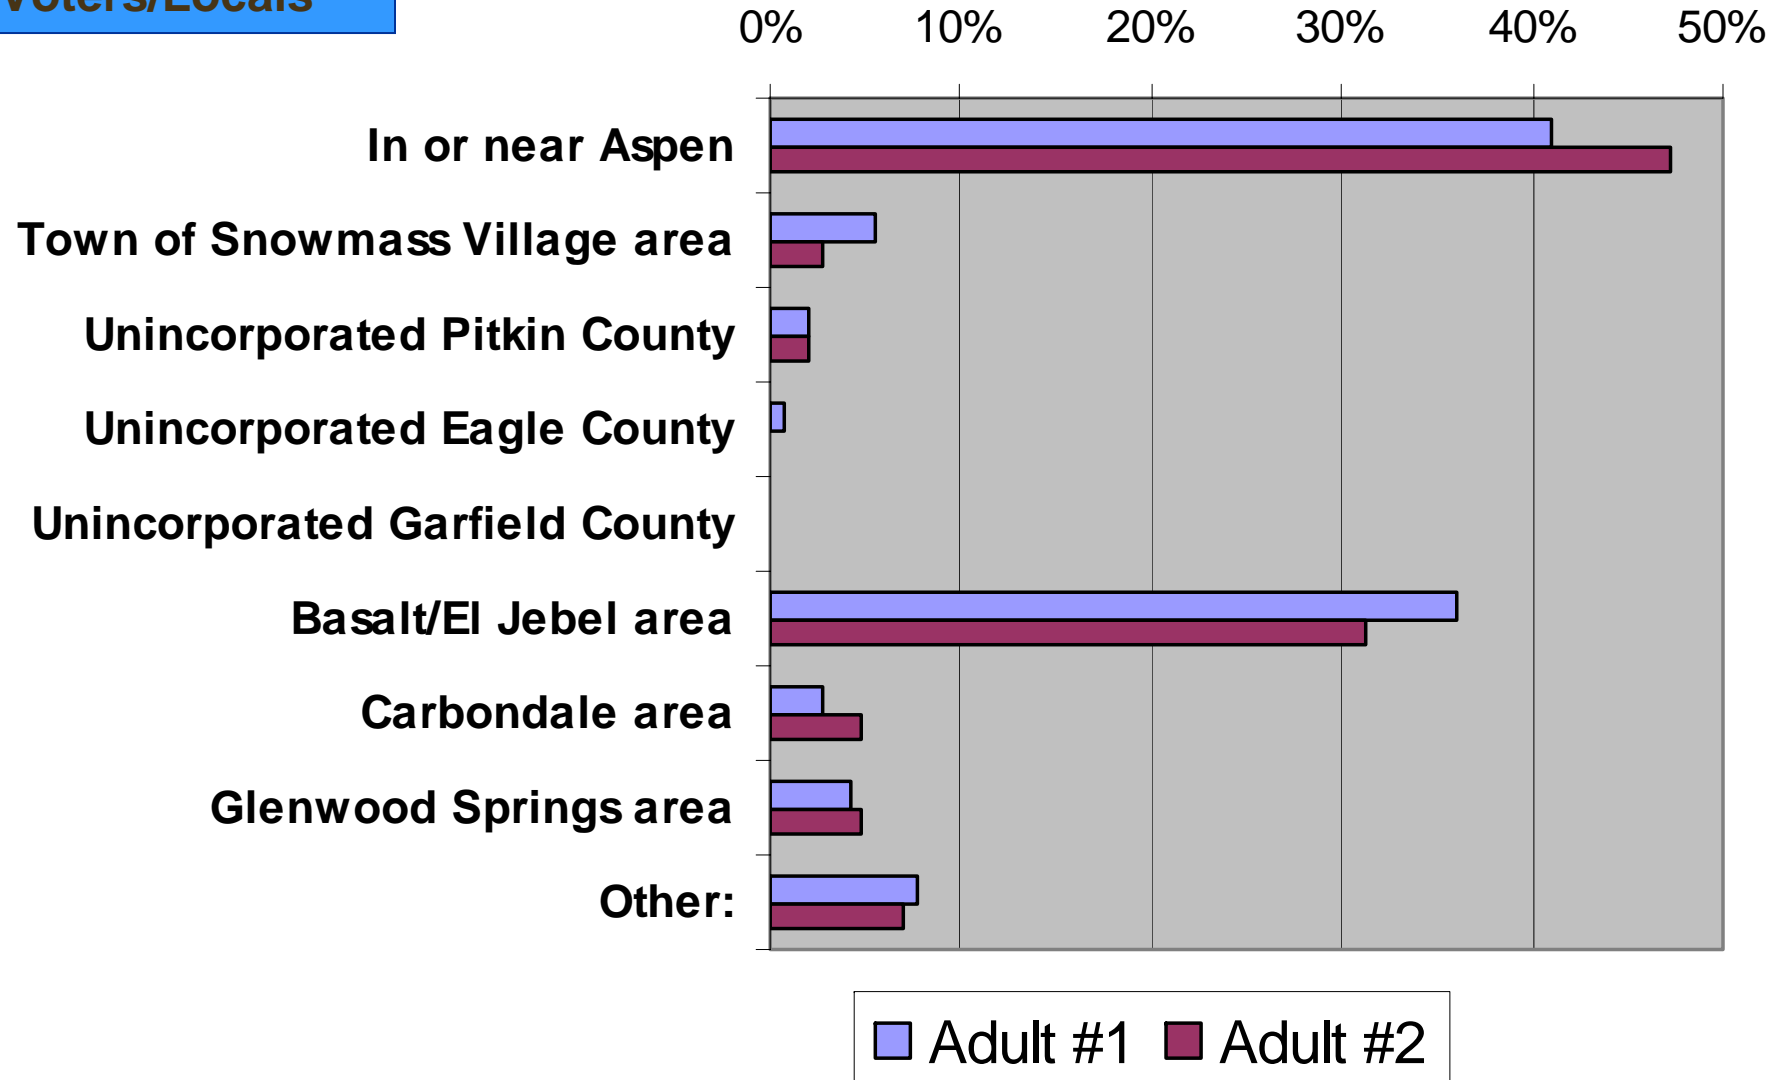 Voters/Locals
0% 10% 20% 30% 40% 50%
In or near Aspen
Town of Snowmass Village area
Unincorporated Pitkin County
Unincorporated Eagle County
Unincorporated Garfield County
Basalt/El Jebel area
Carbondale area
Glenwood Springs area
Other:
Adult #1 Adult #2